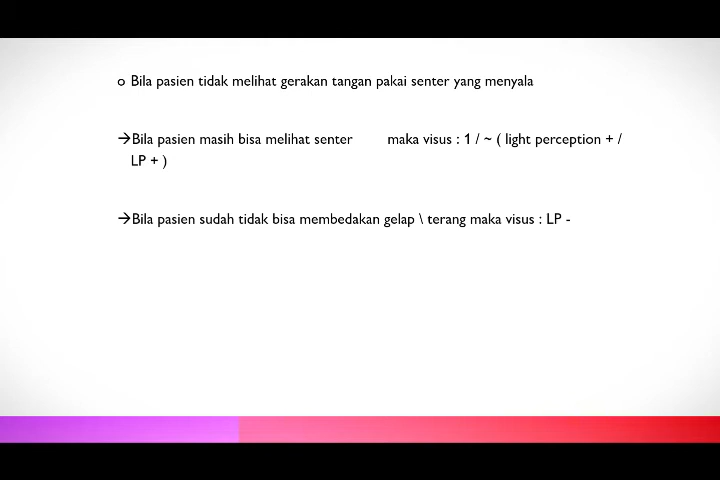 o Bila pasien tidak melihat gerakan tangan pakai senter yang menyala
→Bila pasien masih bisa melihat senter maka visus : 1 / ~ ( light perception + /
LP + )
→Bila pasien sudah tidak bisa membedakan gelap \ terang maka visus : LP -